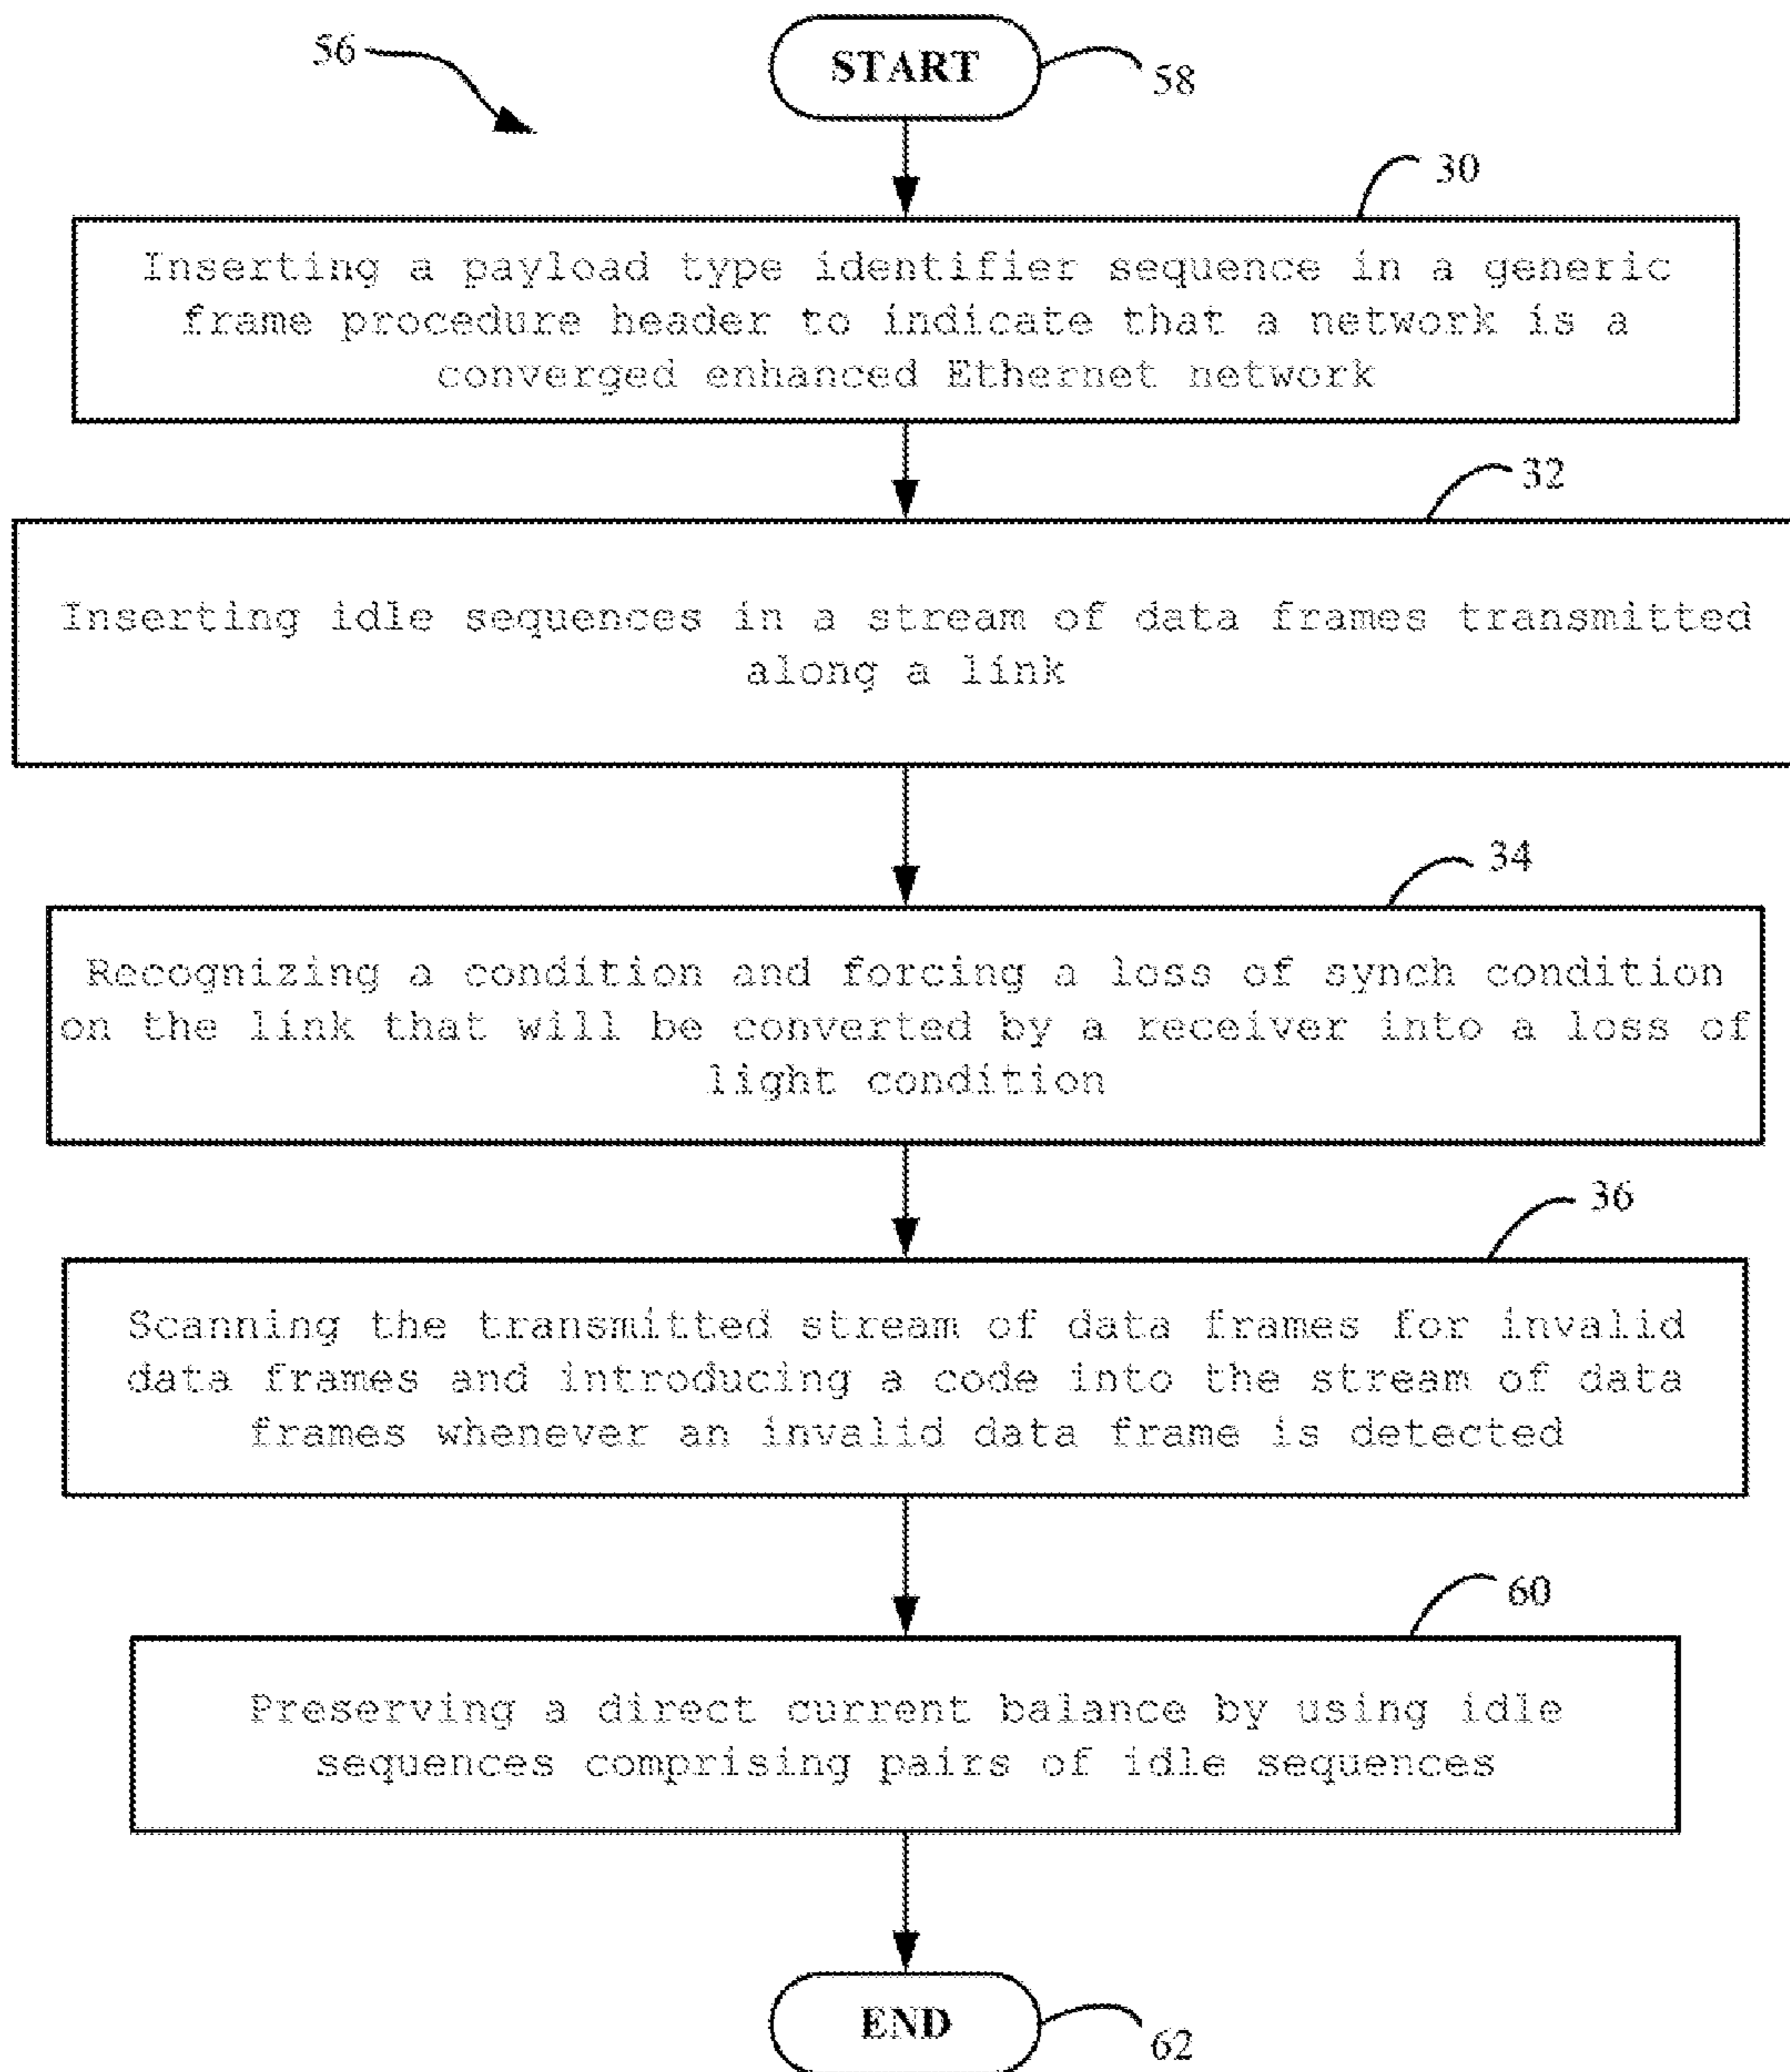 56
START
58
30
Inserting a payload type identifier sequence in a generic
frame procedure header to indicate that a network is a
converged enhanced Ethernet network
32
Inserting idle sequences in a stream of data frames transmitted
along a link
34
Recognizing a condition and forcing a loss of synch condition
on the link that will be converted by a receiver into a loss of
light condition
36
Scanning the transmitted stream of data frames for invalid
data frames and introducing a code into the stream of data
frames whenever an invalid data frame is detected
60
Preserving a direct current balance by using idle
sequences comprising pairs of idle sequences
END
62